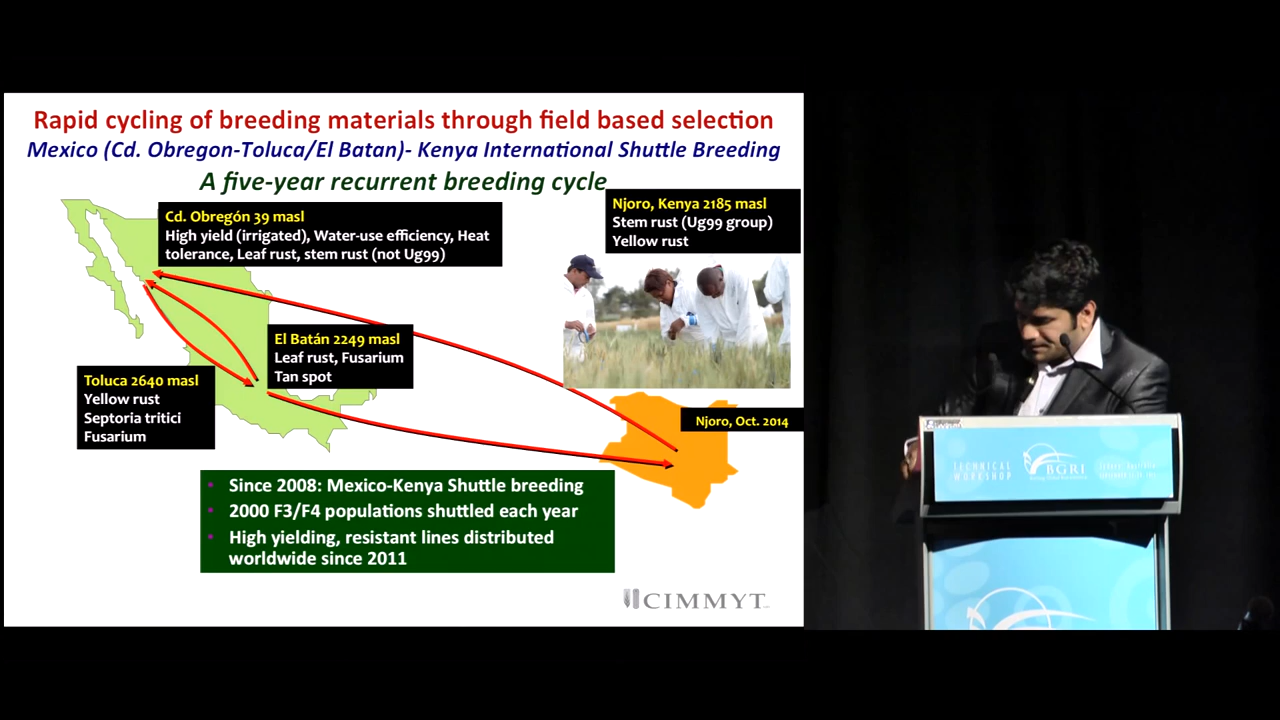 Rapid cycling of breeding materials through field based selection
Mexico (Cd. Obregon-Toluca/El Batan)- Kenya International Shuttle Breeding
A five-year recurrent breeding cycle
Njoro, Kenya 2185 masl
Stem rust (Ug99 group)
Yellow rust
Cd. Obregón 39 masl
High yield (irrigated), Water-use efficiency, Heat
tolerance, Leaf rust, stem rust (not Ug99)
El Batán 2249 masl
Leaf rust, Fusarium
Tan spot
Toluca 2640 masl
Yellow rust
Septoria tritici
Fusarium
Njoro, Oct. 2014
• Since 2008: Mexico-Kenya Shuttle breeding
• 2000 F3/F4 populations shuttled each year
• High yielding, resistant lines distributed
worldwide since 2011
CIMMYT
TECHNICAL
WORKSHOP
BGRI